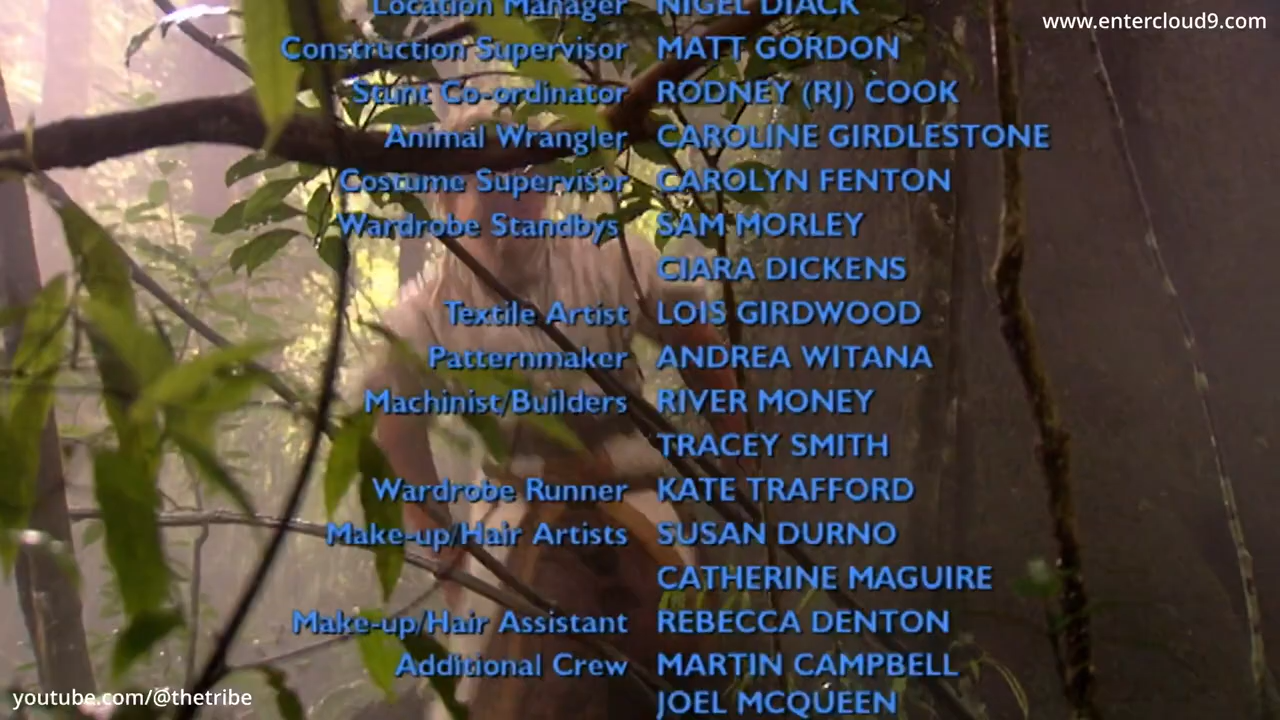 www.entercloud9.com
Location Manager NIGEL DIACK
Construction Supervisor MATT GORDON
Stunt Co-ordinator RODNEY (RJ) COOK
Animal Wrangler CAROLINE GIRDLESTONE
Costume Supervisor CAROLYN FENTON
Wardrobe Standbys SAM MORLEY
CIARA DICKENS
Textile Artist LOIS GIRDWOOD
Patternmaker ANDREA WITANA
Machinist/Builders RIVER MONEY
TRACEY SMITH
Wardrobe Runner KATE TRAFFORD
Make-up/Hair Artists SUSAN DURNO
CATHERINE MAGUIRE
Make-up/Hair Assistant REBECCA DENTON
Additional Crew MARTIN CAMPBELL
JOEL MCQUEEN
youtube.com/@thetribe